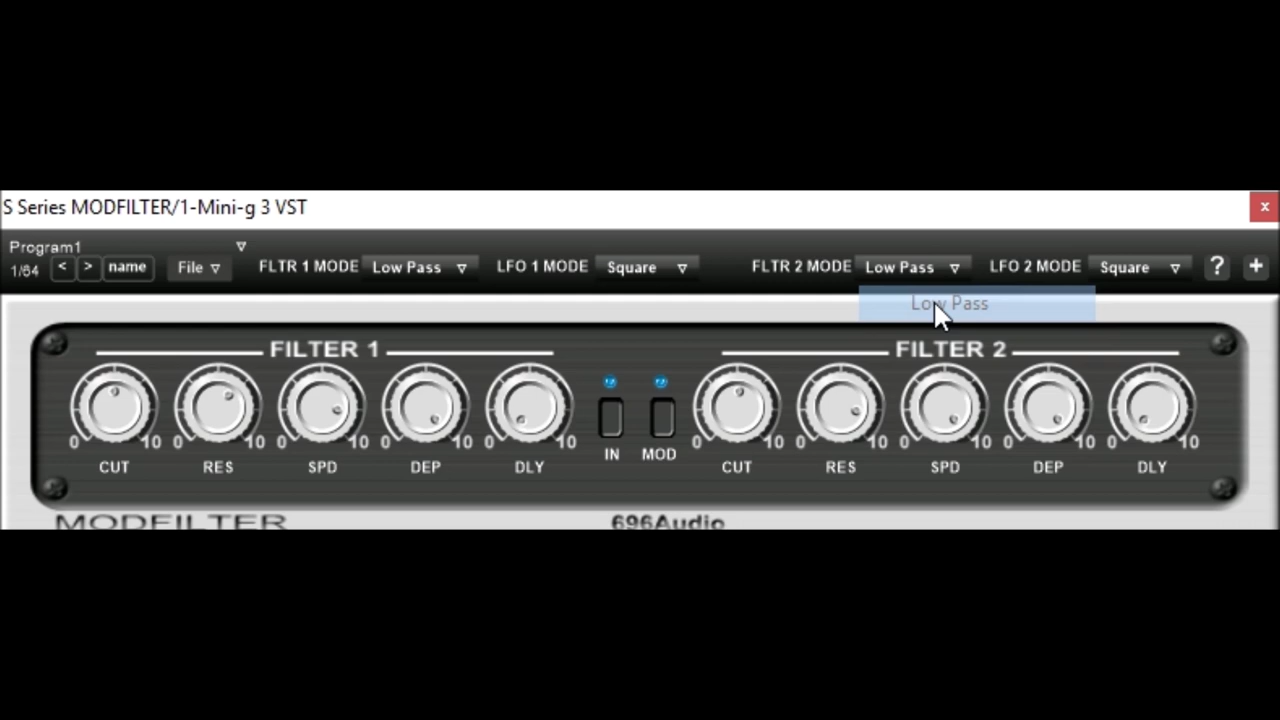 S Series MODFILTER/1-Mini-g 3 VST
x
Program1
1/64 < > name File FLTR 1 MODE Low Pass LFO 1 MODE Square FLTR 2 MODE Low Pass LFO 2 MODE Square ? +
Low Pass
FILTER 1 FILTER 2
0 10 0 10 0 10 0 10 0 10 0 10 0 10 0 10 0 10 0 10
IN MOD
CUT RES SPD DEP DLY CUT RES SPD DEP DLY
MODFILTER 696Audio